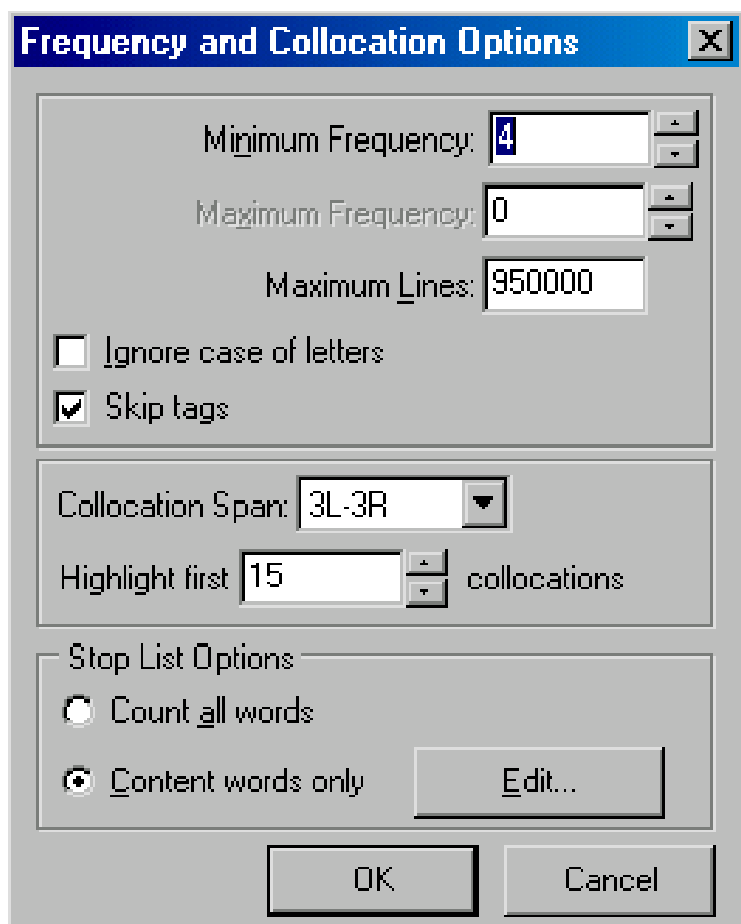 Frequency and Collocation Options
Minimum Frequency: 4
Maximum Frequency: 0
Maximum Lines: 950000
Ignore case of letters
Skip tags
Collocation Span: 3L-3R
Highlight first 15 collocations
Stop List Options
Count all words
Content words only Edit...
OK Cancel